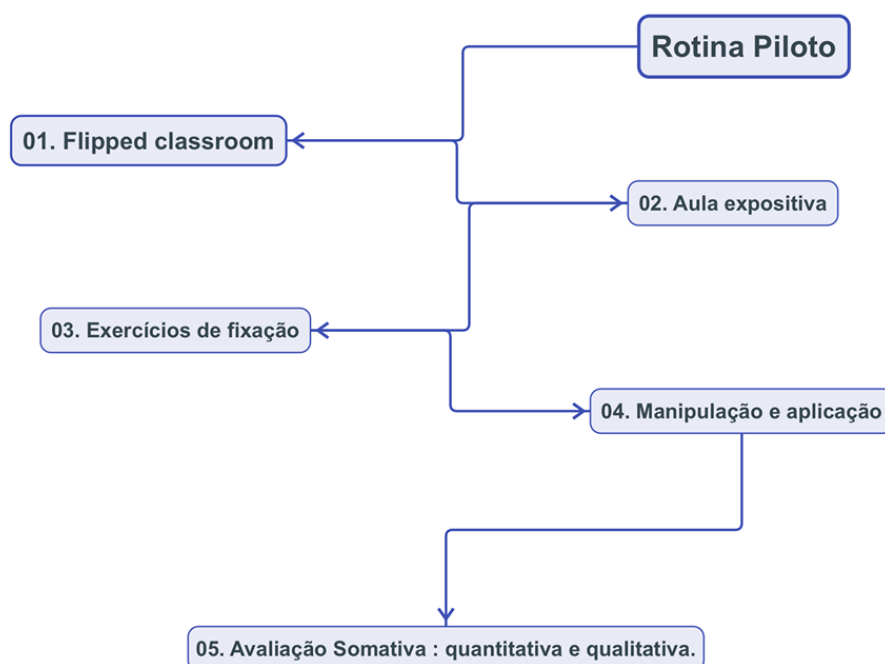 Rotina Piloto
01. Flipped classroom
02. Aula expositiva
03. Exercícios de fixação
04. Manipulação e aplicação
05. Avaliação Somativa : quantitativa e qualitativa.